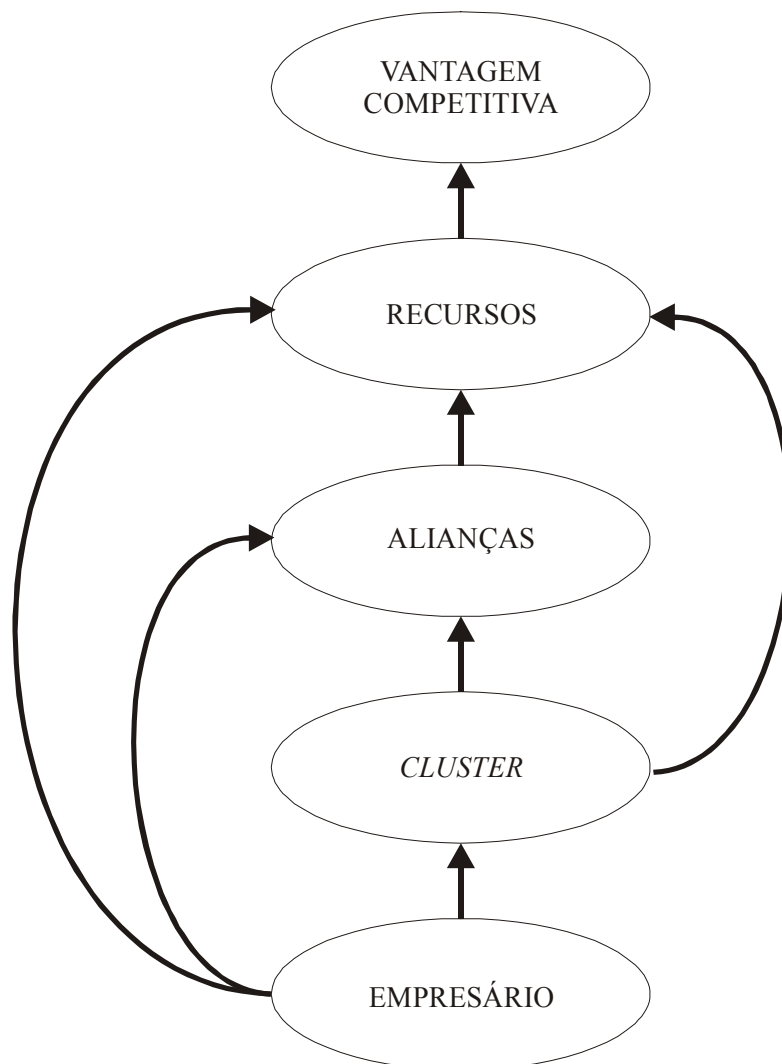 VANTAGEM
COMPETITIVA
RECURSOS
ALIANÇAS
CLUSTER
EMPRESÁRIO